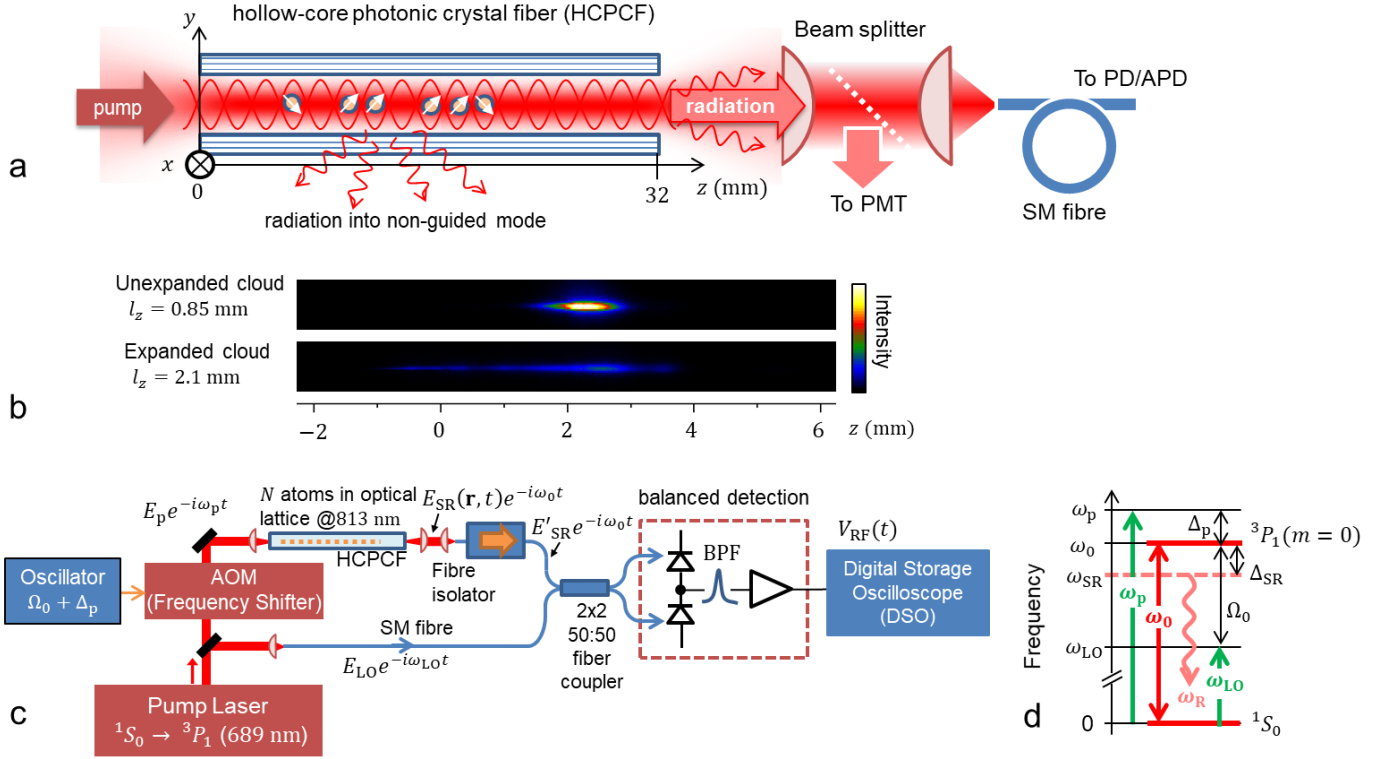 hollow-core photonic crystal fiber (HCPCF)
y
Beam splitter
pump
radiation
To PD/APD
x
0
32
z (mm)
a
radiation into non-guided mode
To PMT
SM fibre
Unexpanded cloud
l_z = 0.85 mm
Expanded cloud
l_z = 2.1 mm
Intensity
b
−2
0
2
4
6
z (mm)
E_p e^{−iω_p t}
N atoms in optical
lattice @813 nm
HCPCF
E_SR(r, t)e^{−iω_0 t}
E'_SR e^{−iω_0 t}
Fibre
isolator
balanced detection
BPF
V_RF(t)
Oscillator
Ω_0 + Δ_p
AOM
(Frequency Shifter)
SM fibre
E_LO e^{−iω_LO t}
2x2
50:50
fiber
coupler
Digital Storage
Oscilloscope
(DSO)
Pump Laser
¹S₀ → ³P₁ (689 nm)
c
Frequency
ω_p
ω_0
ω_SR
ω_LO
0
ω_p
ω_0
ω_R
ω_LO
Δ_p
³P₁(m = 0)
Δ_SR
Ω_0
¹S₀
d